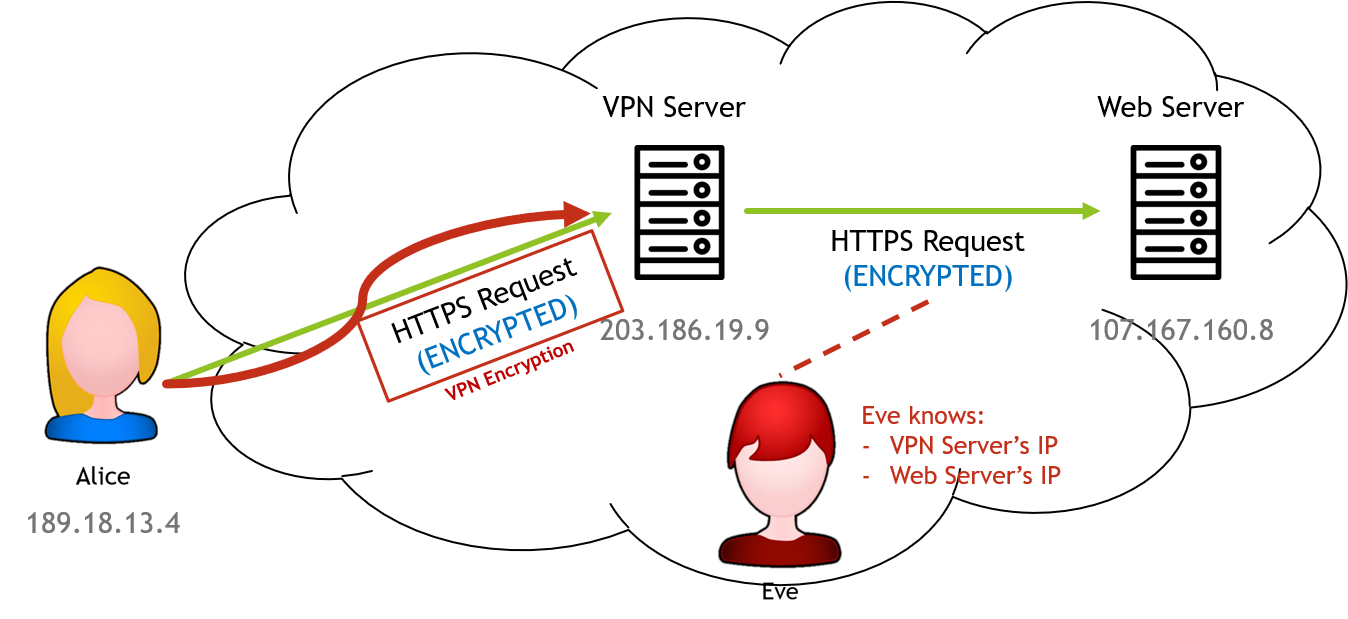 VPN Server
Web Server
HTTPS Request
(ENCRYPTED)
HTTPS Request
(ENCRYPTED)
VPN Encryption
203.186.19.9
107.167.160.8
Eve knows:
- VPN Server’s IP
- Web Server’s IP
Alice
189.18.13.4
Eve